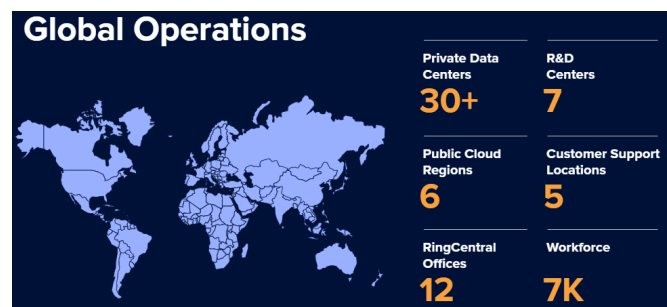 Global Operations
Private Data
Centers
30+
R&D
Centers
7
Public Cloud
Regions
6
Customer Support
Locations
5
RingCentral
Offices
12
Workforce
7K